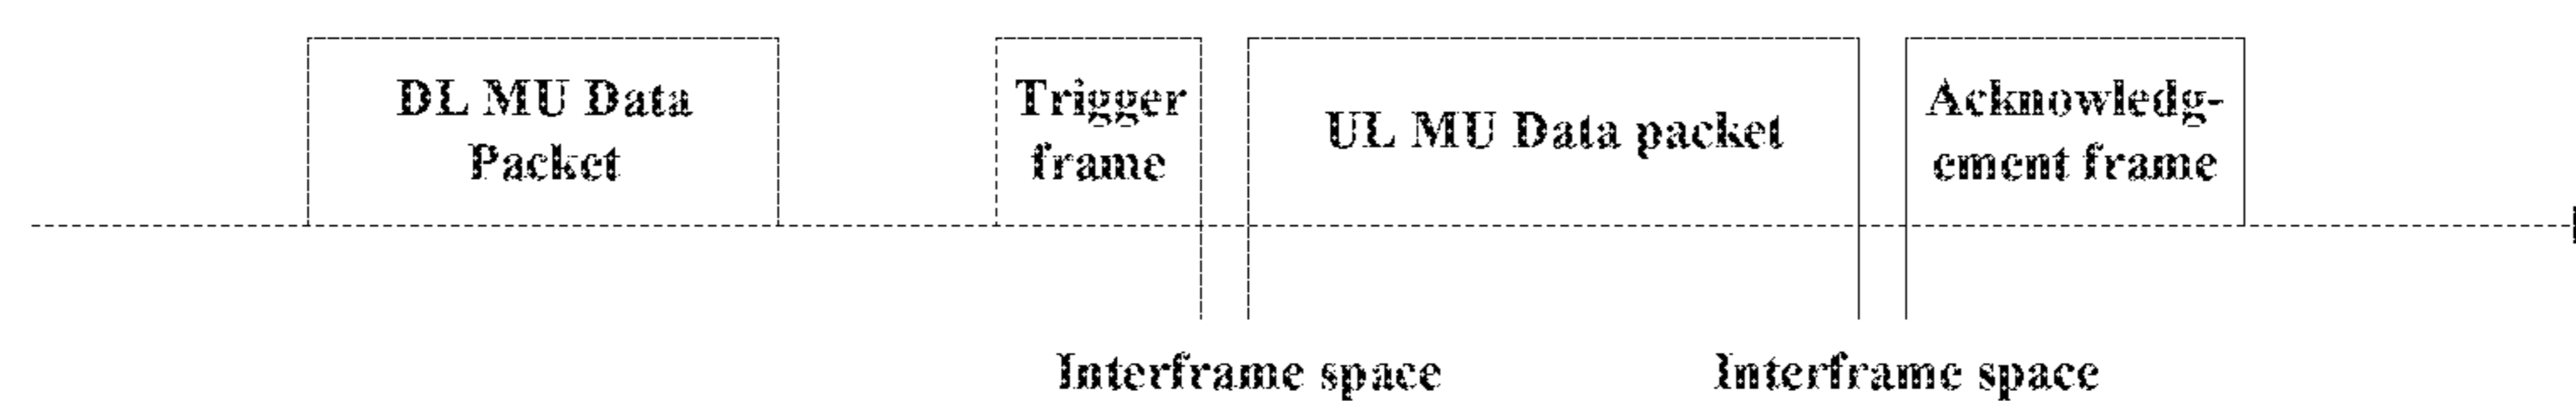 DL MU Data
Packet
Trigger
frame
UL MU Data packet
Acknowledg-
ement frame
Interframe space
Interframe space